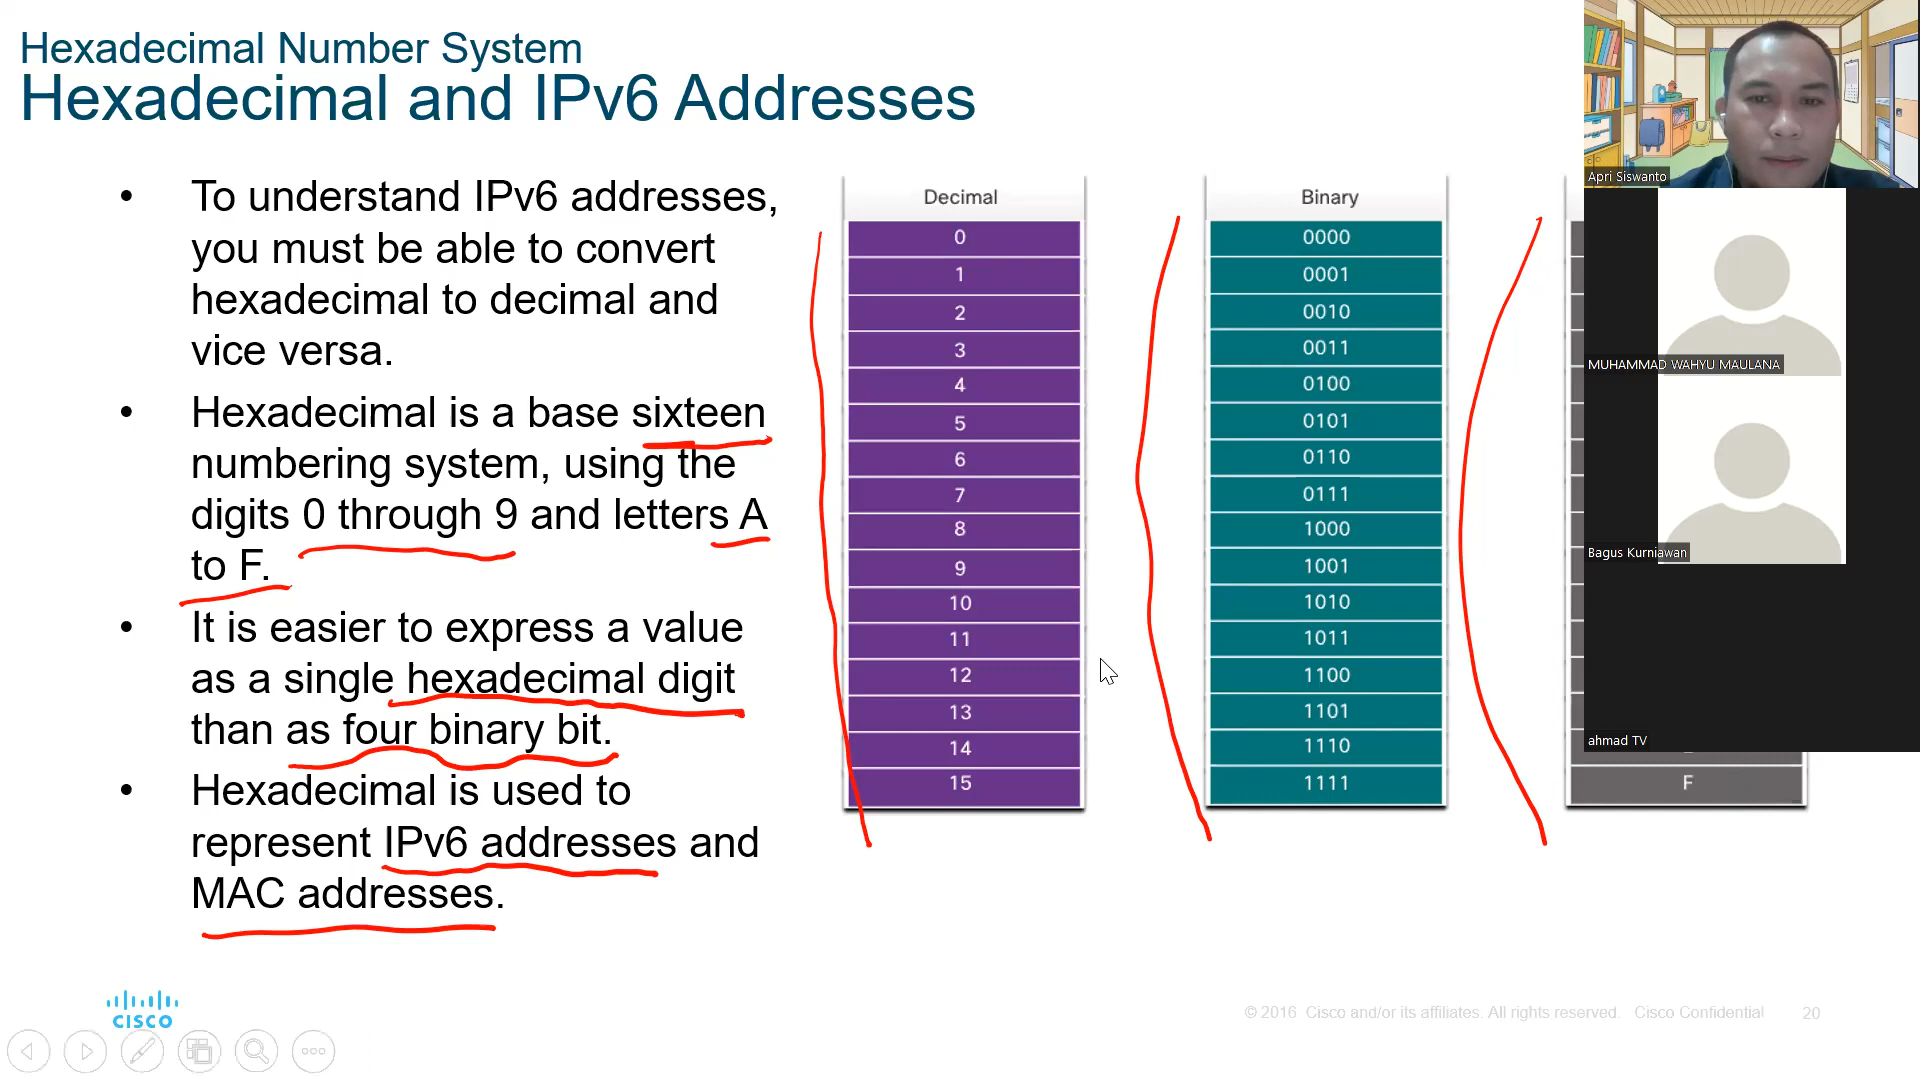 Hexadecimal Number System
Hexadecimal and IPv6 Addresses
• To understand IPv6 addresses,
you must be able to convert
hexadecimal to decimal and
vice versa.
• Hexadecimal is a base sixteen
numbering system, using the
digits 0 through 9 and letters A
to F.
• It is easier to express a value
as a single hexadecimal digit
than as four binary bit.
• Hexadecimal is used to
represent IPv6 addresses and
MAC addresses.
Decimal
0
1
2
3
4
5
6
7
8
9
10
11
12
13
14
15
Binary
0000
0001
0010
0011
0100
0101
0110
0111
1000
1001
1010
1011
1100
1101
1110
1111
F
Apri Siswanto
MUHAMMAD WAHYU MAULANA
Bagus Kurniawan
ahmad TV
CISCO
© 2016 Cisco and/or its affiliates. All rights reserved. Cisco Confidential 20